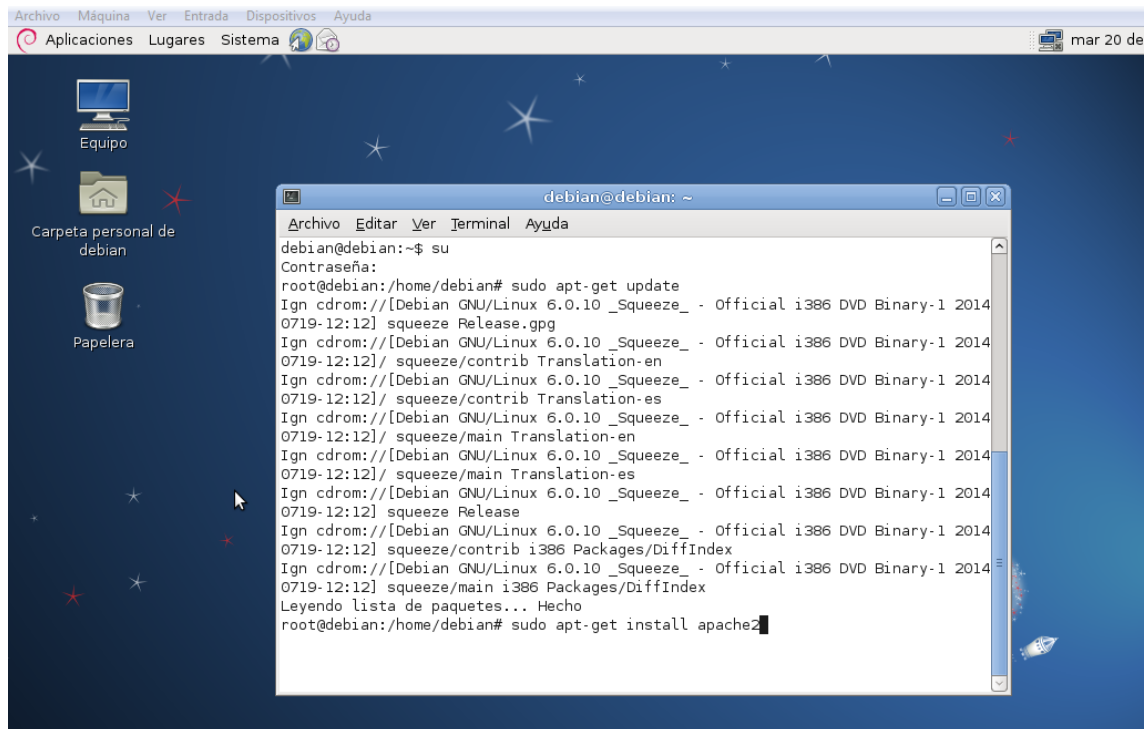 Archivo Máquina Ver Entrada Dispositivos Ayuda
Aplicaciones Lugares Sistema
mar 20 de
Equipo
Carpeta personal de
debian
Papelera
debian@debian: ~
Archivo Editar Ver Terminal Ayuda
debian@debian:~$ su
Contraseña:
root@debian:/home/debian# sudo apt-get update
Ign cdrom://[Debian GNU/Linux 6.0.10 _Squeeze_ - Official i386 DVD Binary-1 2014
0719-12:12] squeeze Release.gpg
Ign cdrom://[Debian GNU/Linux 6.0.10 _Squeeze_ - Official i386 DVD Binary-1 2014
0719-12:12]/ squeeze/contrib Translation-en
Ign cdrom://[Debian GNU/Linux 6.0.10 _Squeeze_ - Official i386 DVD Binary-1 2014
0719-12:12]/ squeeze/contrib Translation-es
Ign cdrom://[Debian GNU/Linux 6.0.10 _Squeeze_ - Official i386 DVD Binary-1 2014
0719-12:12]/ squeeze/main Translation-en
Ign cdrom://[Debian GNU/Linux 6.0.10 _Squeeze_ - Official i386 DVD Binary-1 2014
0719-12:12]/ squeeze/main Translation-es
Ign cdrom://[Debian GNU/Linux 6.0.10 _Squeeze_ - Official i386 DVD Binary-1 2014
0719-12:12] squeeze Release
Ign cdrom://[Debian GNU/Linux 6.0.10 _Squeeze_ - Official i386 DVD Binary-1 2014
0719-12:12] squeeze/contrib i386 Packages/DiffIndex
Ign cdrom://[Debian GNU/Linux 6.0.10 _Squeeze_ - Official i386 DVD Binary-1 2014
0719-12:12] squeeze/main i386 Packages/DiffIndex
Leyendo lista de paquetes... Hecho
root@debian:/home/debian# sudo apt-get install apache2